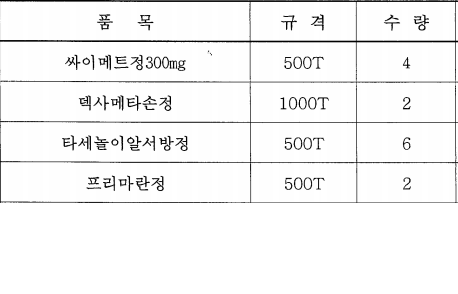 품 목 규 격 수 량
싸이메트정300mg 500T 4
덱사메타손정 1000T 2
타세놀이알서방정 500T 6
프리마란정 500T 2